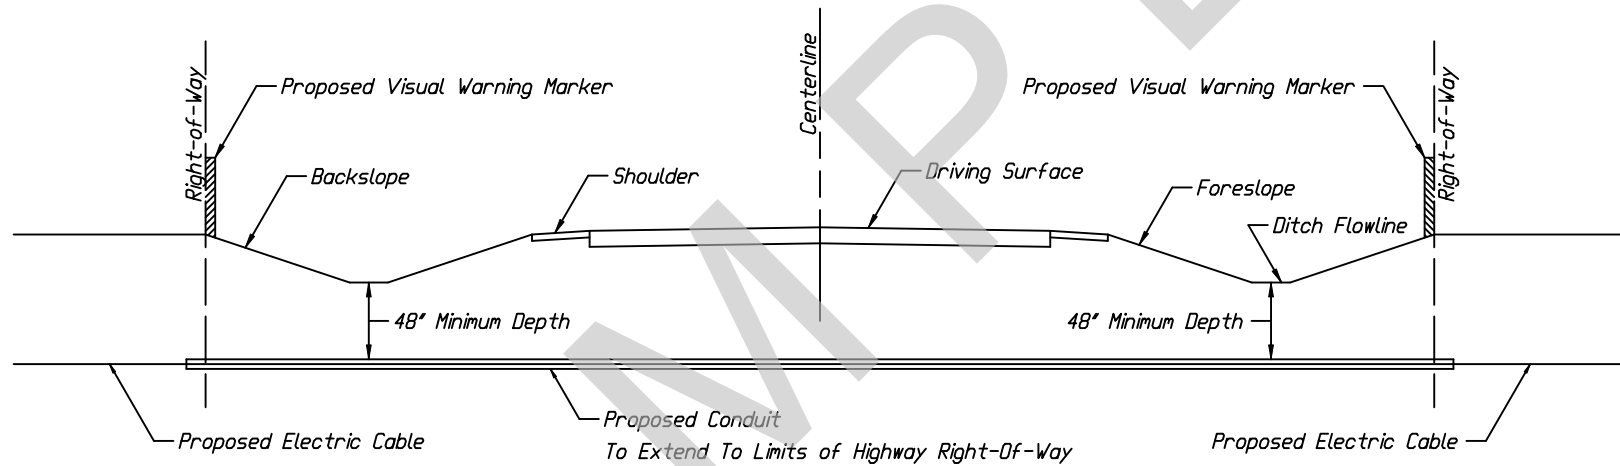 Proposed Visual Warning Marker
Right-of-Way
Centerline
Proposed Visual Warning Marker
Right-of-Way
Backslope
Shoulder
Driving Surface
Foreslope
Ditch Flowline
48" Minimum Depth
48" Minimum Depth
Proposed Electric Cable
Proposed Conduit
To Extend To Limits of Highway Right-Of-Way
Proposed Electric Cable
M P